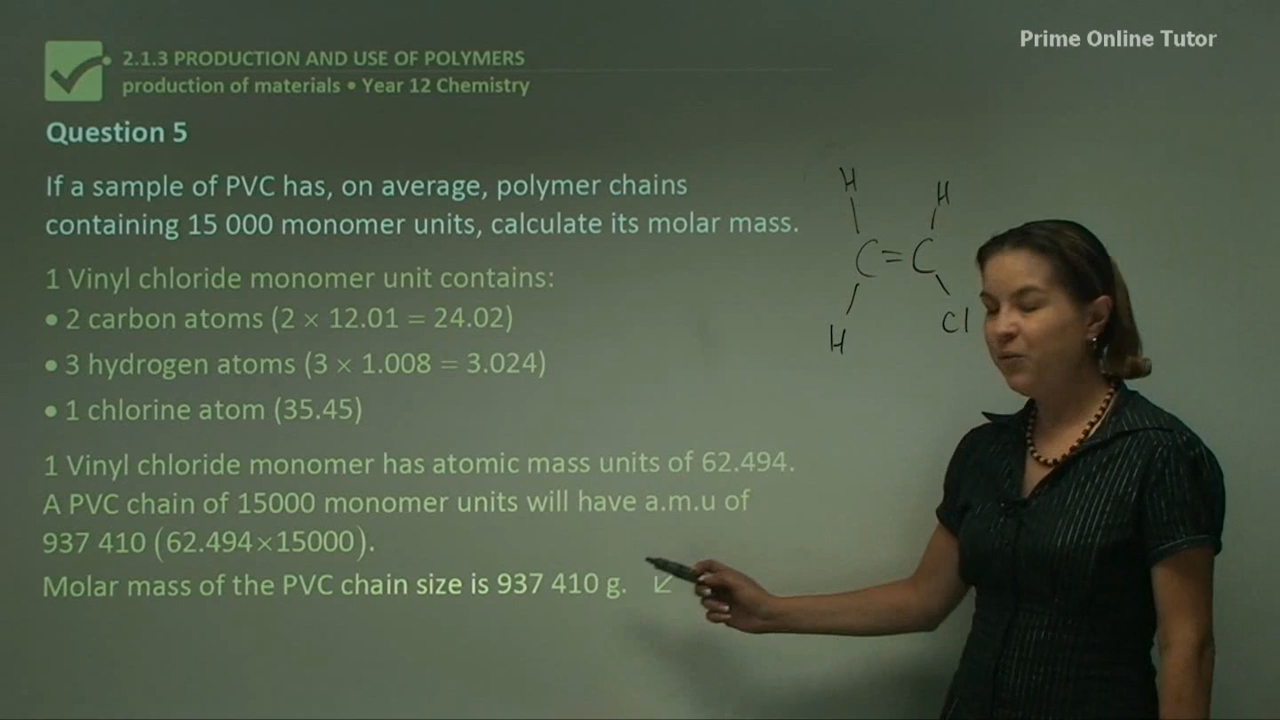 Prime Online Tutor
2.1.3 PRODUCTION AND USE OF POLYMERS
production of materials • Year 12 Chemistry
Question 5
If a sample of PVC has, on average, polymer chains
containing 15 000 monomer units, calculate its molar mass.
1 Vinyl chloride monomer unit contains:
• 2 carbon atoms (2 × 12.01 = 24.02)
• 3 hydrogen atoms (3 × 1.008 = 3.024)
• 1 chlorine atom (35.45)
1 Vinyl chloride monomer has atomic mass units of 62.494.
A PVC chain of 15000 monomer units will have a.m.u of
937 410 (62.494×15000).
Molar mass of the PVC chain size is 937 410 g.
H H
C=C
H Cl